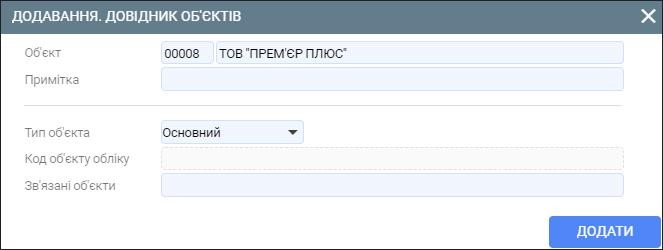 ДОДАВАННЯ. ДОВІДНИК ОБ'ЄКТІВ
Об'єкт 00008 ТОВ "ПРЕМ'ЄР ПЛЮС"
Примітка
Тип об'єкта Основний
Код об'єкту обліку
Зв'язані об'єкти
ДОДАТИ